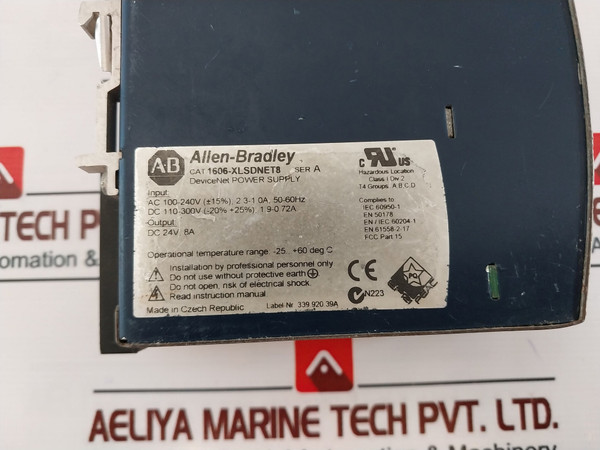 A-B
Allen-Bradley
CAT 1606-XLSDNET8 SER A
DeviceNet POWER SUPPLY
Input:
AC 100-240V (±15%), 2.3-1.0A, 50-60Hz
DC 110-300V (-20% +25%) 1.9-0.72A
Output:
DC 24V, 8A
Operational temperature range: -25...+60 deg C
Installation by professional personnel only
Do not use without protective earth
Do not open, risk of electrical shock
Read instruction manual
Made in Czech Republic
Label-Nr 339.920.39A
C US
Hazardous Location
Class I Div 2
T4 Groups A,B,C,D
Complies to
IEC 60950-1
EN 50178
EN / IEC 60204-1
EN 61558-2-17
FCC Part 15
CE
N223
INE TECH PVT. L
AELIYA MARINE TECH PVT. LTD.